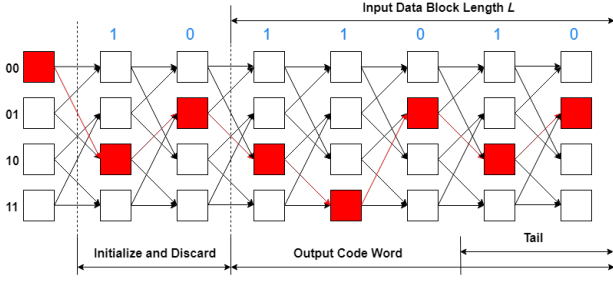 Input Data Block Length L
1 0 1 1 0 1 0
00
01
10
11
Tail
Initialize and Discard Output Code Word